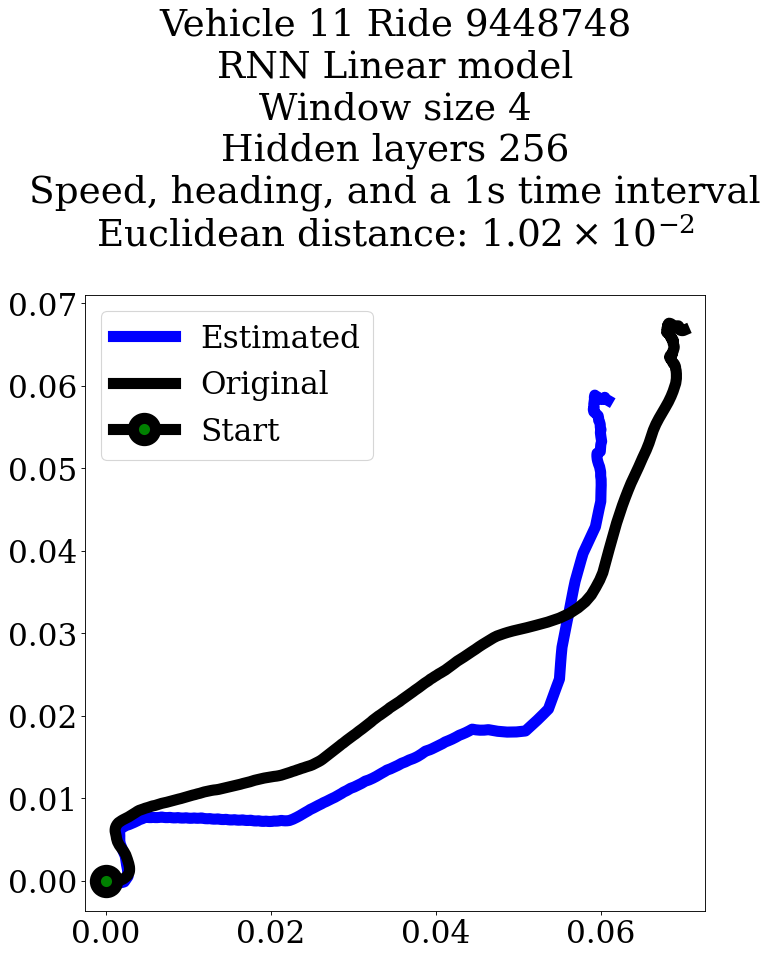 Vehicle 11 Ride 9448748
RNN Linear model
Window size 4
Hidden layers 256
Speed, heading, and a 1s time interval
Euclidean distance: 1.02 × 10⁻²
0.07
Estimated
Original
Start
0.06
0.05
0.04
0.03
0.02
0.01
0.00
0.00 0.02 0.04 0.06